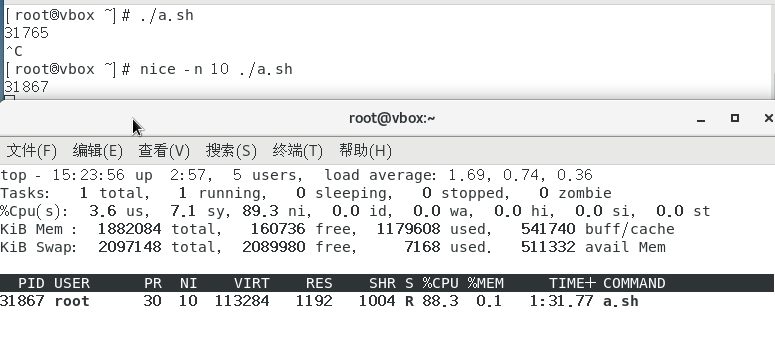 [root@vbox ~]# ./a.sh
31765
^C
[root@vbox ~]# nice -n 10 ./a.sh
31867
root@vbox:~
文件(F) 编辑(E) 查看(V) 搜索(S) 终端(T) 帮助(H)
top - 15:23:56 up  2:57,  5 users,  load average: 1.69, 0.74, 0.36
Tasks:   1 total,   1 running,   0 sleeping,   0 stopped,   0 zombie
%Cpu(s):  3.6 us,  7.1 sy, 89.3 ni,  0.0 id,  0.0 wa,  0.0 hi,  0.0 si,  0.0 st
KiB Mem :  1882084 total,   160736 free,  1179608 used,   541740 buff/cache
KiB Swap:  2097148 total,  2089980 free,     7168 used.   511332 avail Mem
PID USER      PR  NI    VIRT    RES    SHR S %CPU %MEM     TIME+ COMMAND
31867 root      30  10  113284   1192   1004 R 88.3  0.1   1:31.77 a.sh